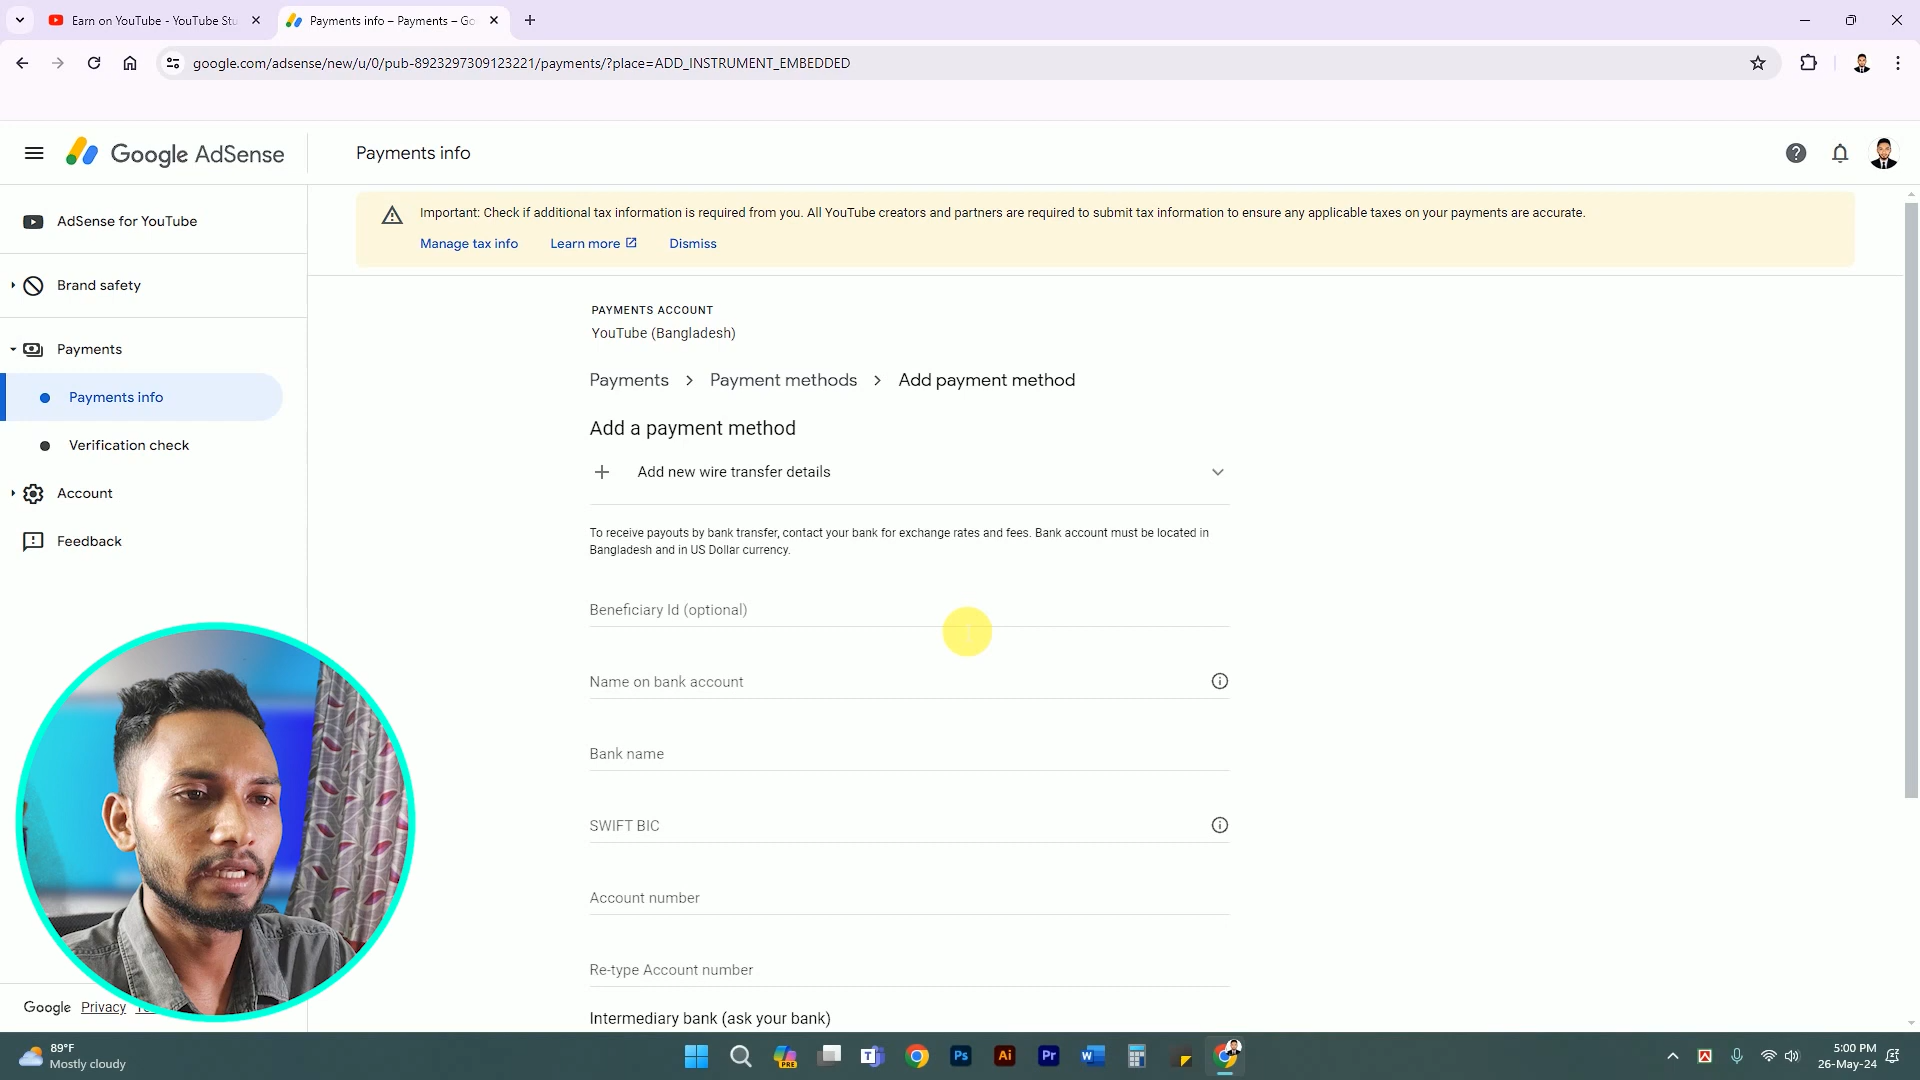 Earn on YouTube - YouTube Stu
Payments info – Payments – Go
google.com/adsense/new/u/0/pub-8923297309123221/payments/?place=ADD_INSTRUMENT_EMBEDDED
Google AdSense
Payments info
AdSense for YouTube
Brand safety
Payments
Payments info
Verification check
Account
Feedback
Important: Check if additional tax information is required from you. All YouTube creators and partners are required to submit tax information to ensure any applicable taxes on your payments are accurate.
Manage tax info Learn more Dismiss
PAYMENTS ACCOUNT
YouTube (Bangladesh)
Payments > Payment methods > Add payment method
Add a payment method
Add new wire transfer details
To receive payouts by bank transfer, contact your bank for exchange rates and fees. Bank account must be located in
Bangladesh and in US Dollar currency.
Beneficiary Id (optional)
Name on bank account
Bank name
SWIFT BIC
Account number
Re-type Account number
Intermediary bank (ask your bank)
Google Privacy
89°F
Mostly cloudy
PRE
Ps
Ai
Pr
W
5:00 PM
26-May-24